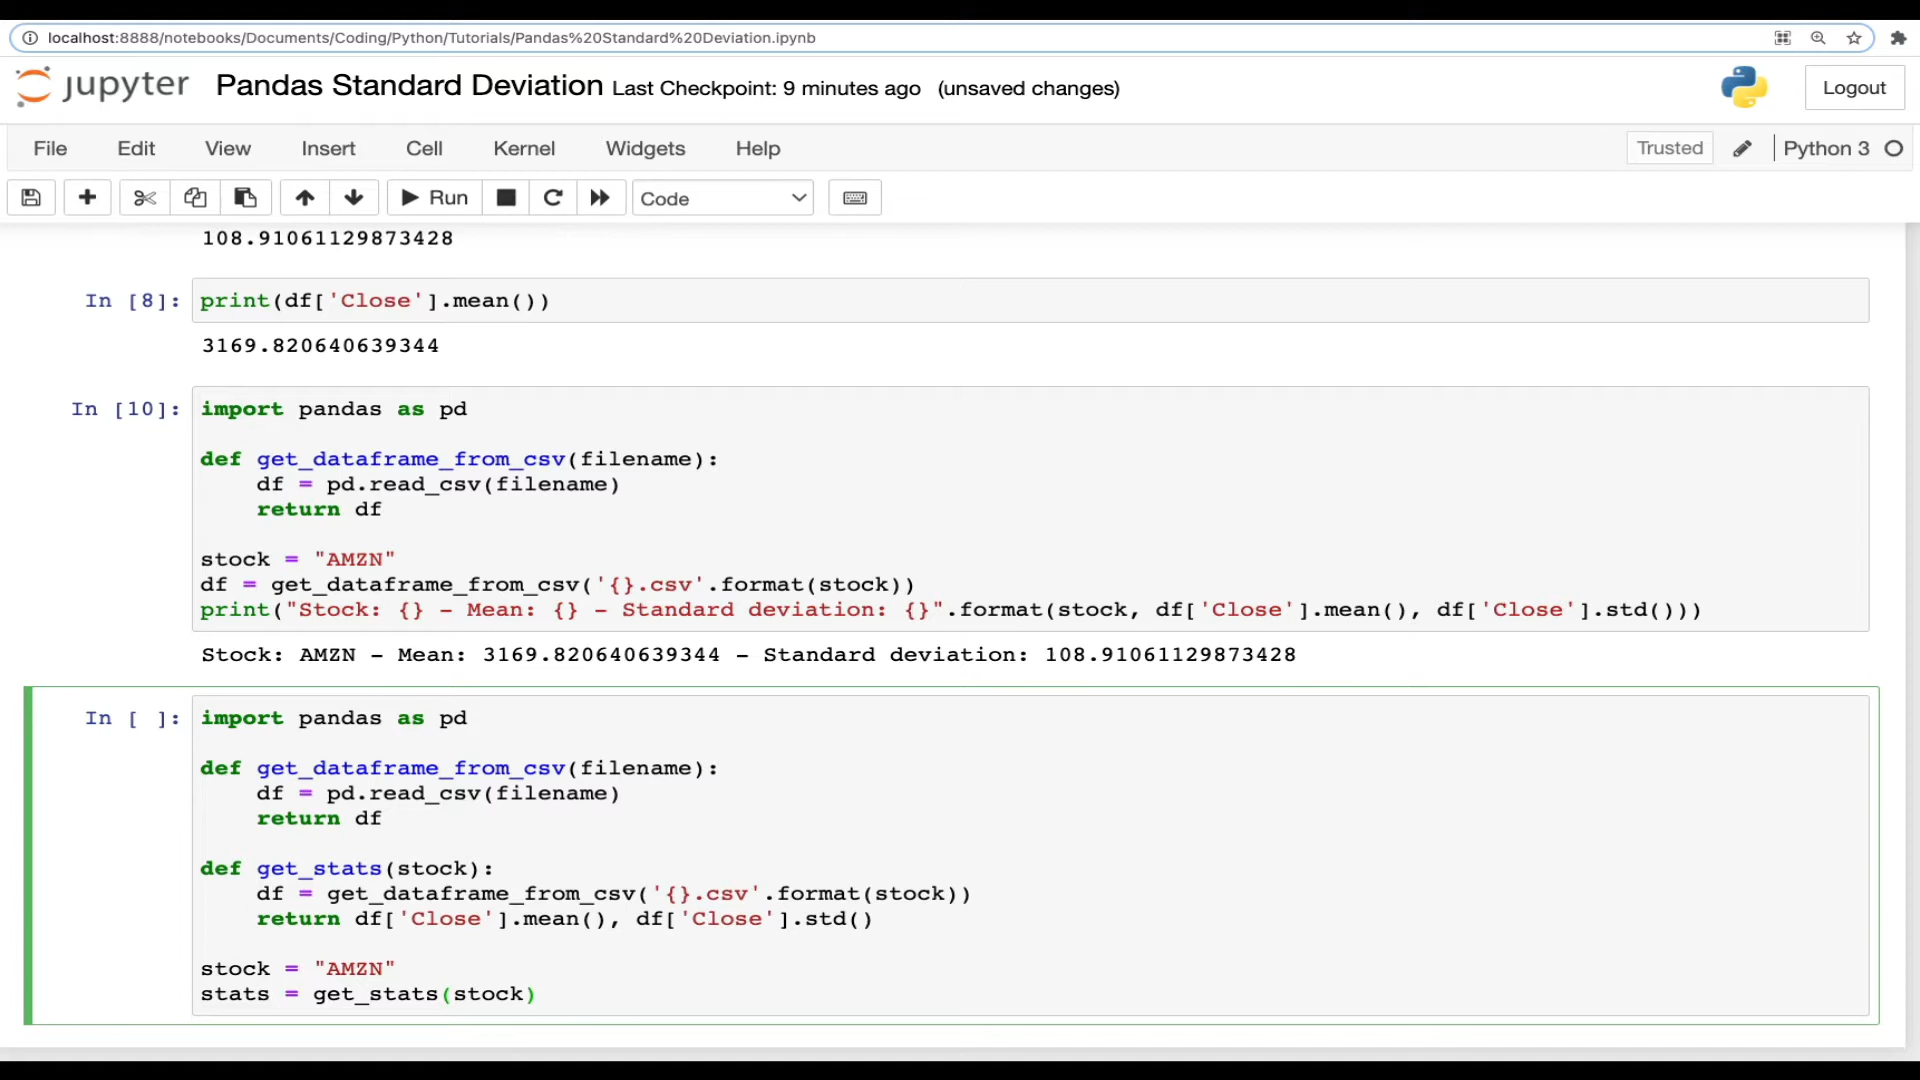 localhost:8888/notebooks/Documents/Coding/Python/Tutorials/Pandas%20Standard%20Deviation.ipynb
jupyter Pandas Standard Deviation Last Checkpoint: 9 minutes ago (unsaved changes) Logout
File Edit View Insert Cell Kernel Widgets Help Trusted Python 3
Run Code
108.91061129873428
In [8]: print(df['Close'].mean())
3169.820640639344
In [10]: import pandas as pd
def get_dataframe_from_csv(filename):
    df = pd.read_csv(filename)
    return df
stock = "AMZN"
df = get_dataframe_from_csv('{}.csv'.format(stock))
print("Stock: {} - Mean: {} - Standard deviation: {}".format(stock, df['Close'].mean(), df['Close'].std()))
Stock: AMZN - Mean: 3169.820640639344 - Standard deviation: 108.91061129873428
In [ ]: import pandas as pd
def get_dataframe_from_csv(filename):
    df = pd.read_csv(filename)
    return df
def get_stats(stock):
    df = get_dataframe_from_csv('{}.csv'.format(stock))
    return df['Close'].mean(), df['Close'].std()
stock = "AMZN"
stats = get_stats(stock)